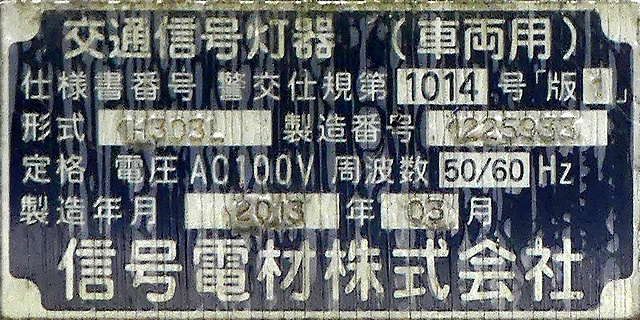 交通信号灯器（車両用）
仕様書番号 警交仕規第 1014 号「版1」
形式 1H303L 製造番号 1225933
定格 電圧 AC100V 周波数 50/60 Hz
製造年月 2013 年 03 月
信号電材株式会社